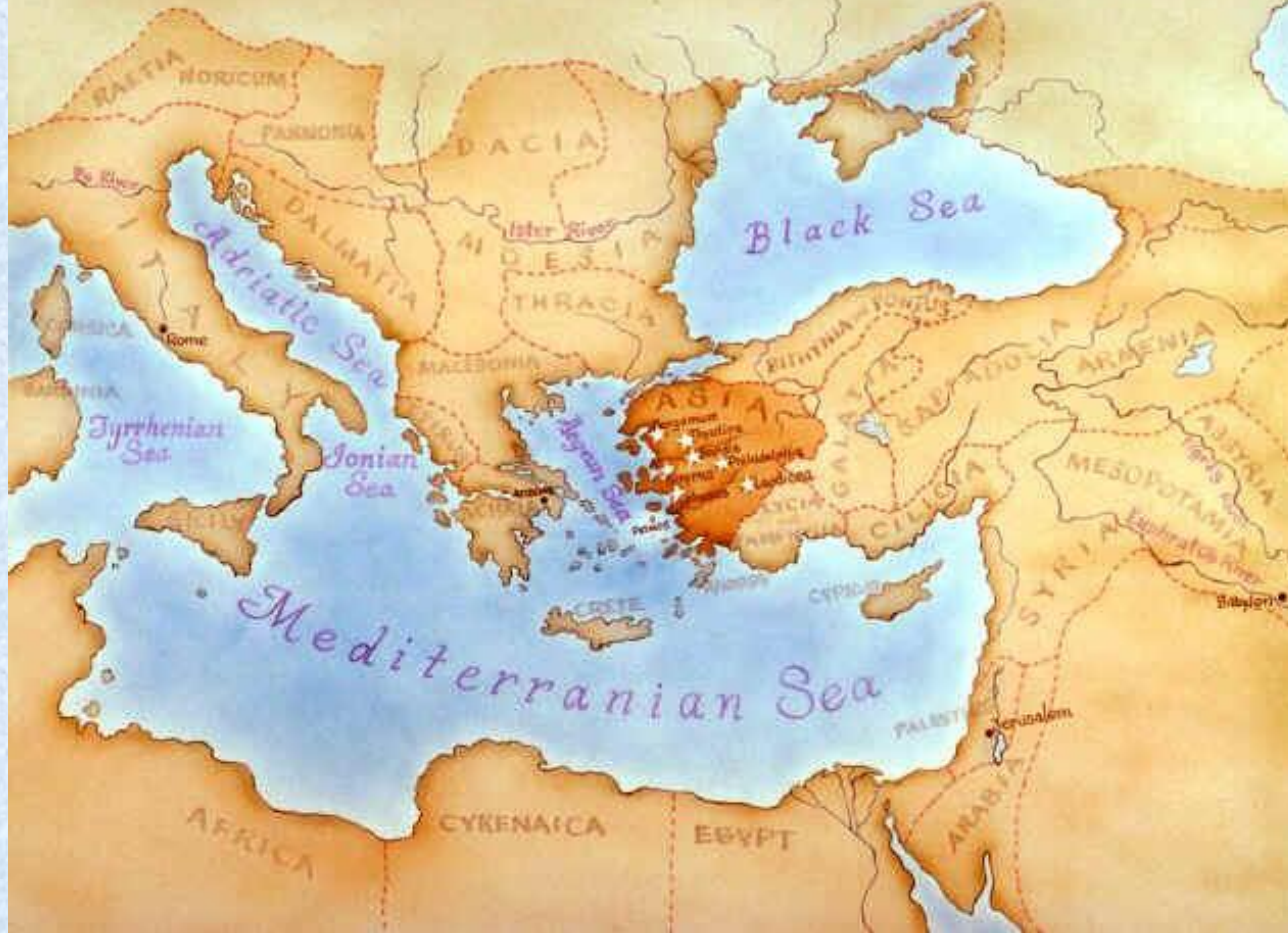 RAETIA
NORICUM
PANNONIA
DACIA
Po River
ITALY
DALMATIA
Ister River
MOESIA
Black Sea
Adriatic Sea
THRACIA
BITHYNIA and PONTUS
CORSICA
Rome
MACEDONIA
ARMENIA
CAPPADOCIA
SARDINIA
ASIA
GALATIA
Pergamum
ASSYRIA
Tyrrhenian
Sea
Ionian
Sea
Aegean Sea
Sardis
Philadelphia
Smyrna
Laodicea
MESOPOTAMIA
Tigris River
SICILY
LYCIA
CILICIA
Patmos
SYRIA
Euphrates River
Babylon
CRETE
CYPRUS
Mediterranian Sea
PALESTINE
Jerusalem
ARABIA
AFRICA
CYRENAICA
EGYPT